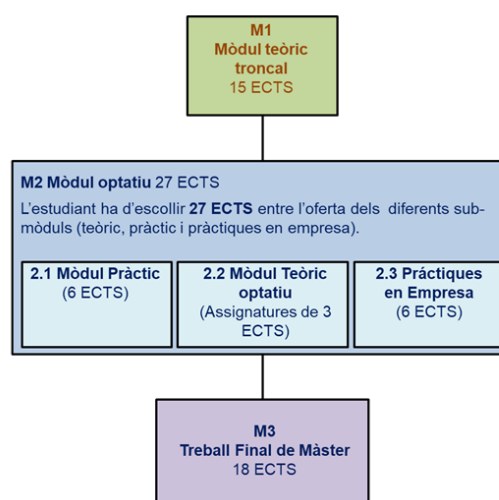 M1
Mòdul teòric
troncal
15 ECTS
M2 Mòdul optatiu 27 ECTS
L'estudiant ha d'escollir 27 ECTS entre l'oferta dels diferents sub-
mòduls (teòric, pràctic i pràctiques en empresa).
2.1 Mòdul Pràctic
(6 ECTS)
2.2 Mòdul Teòric
optatiu
(Assignatures de 3
ECTS)
2.3 Práctiques
en Empresa
(6 ECTS)
M3
Treball Final de Màster
18 ECTS